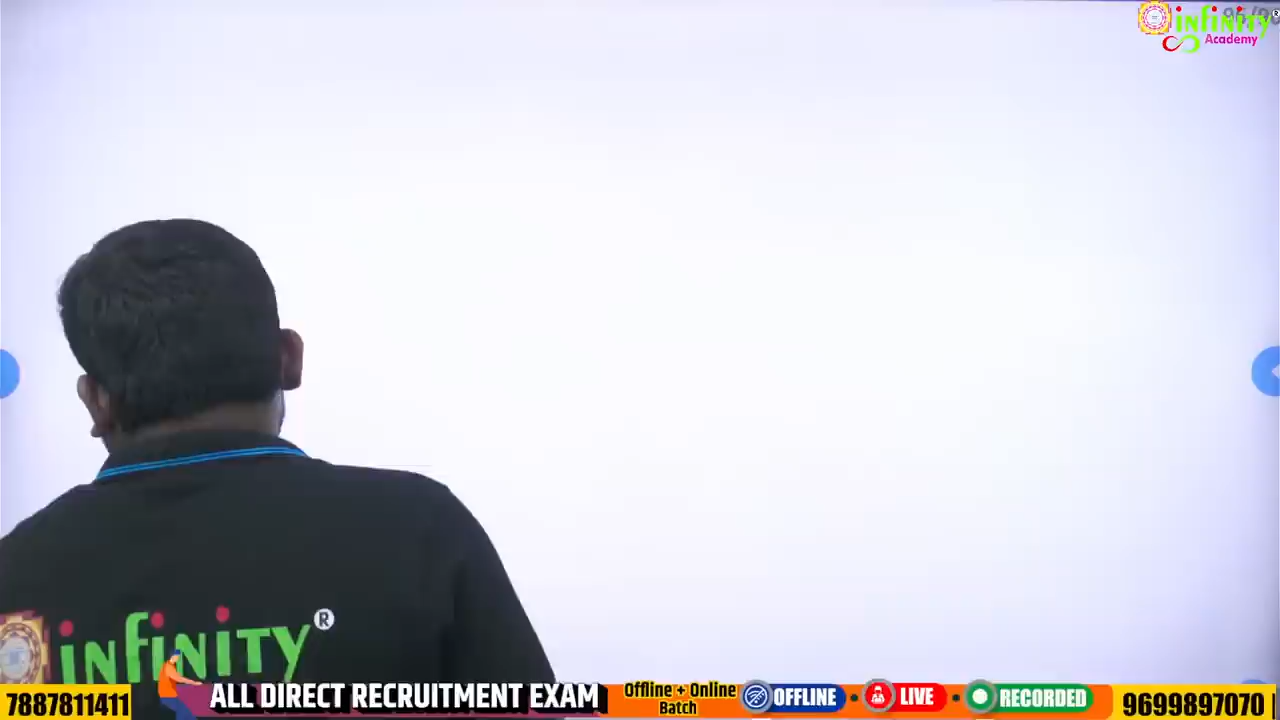 infinity®
Academy
infinity®
7887811411
ALL DIRECT RECRUITMENT EXAM
Offline + Online
Batch
OFFLINE
LIVE
RECORDED
9699897070